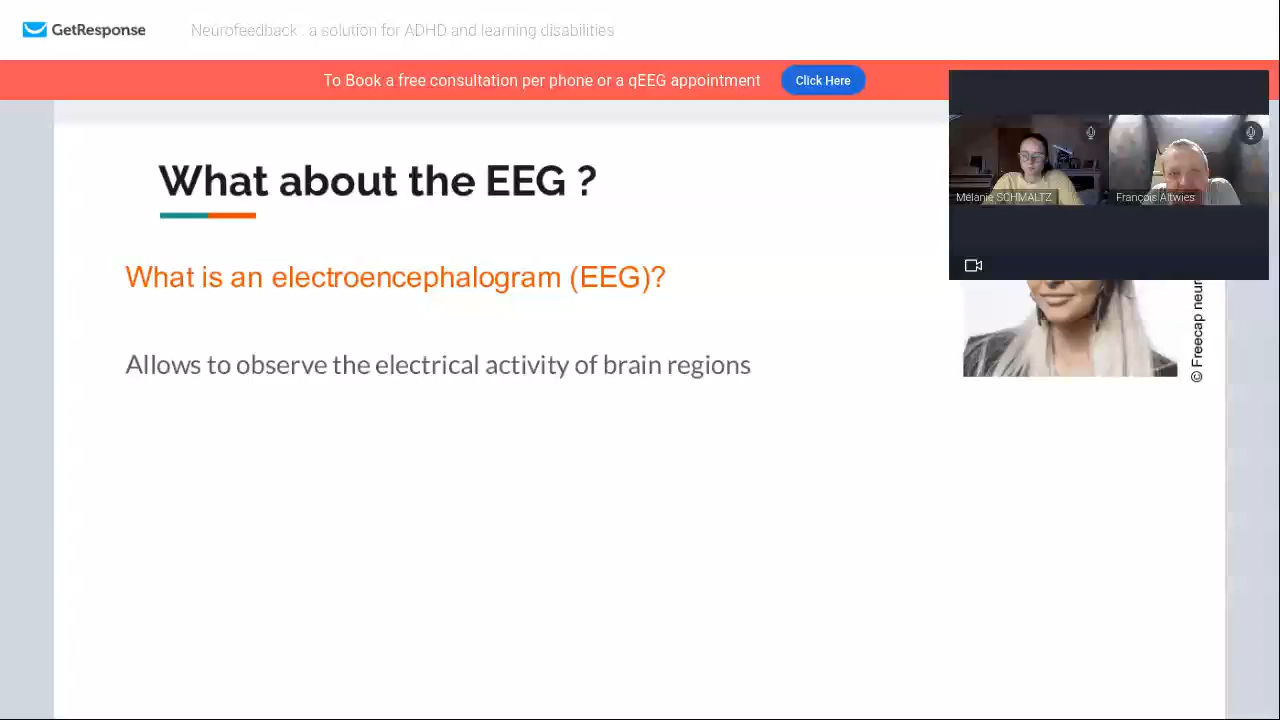 GetResponse
Neurofeedback : a solution for ADHD and learning disabilities
To Book a free consultation per phone or a qEEG appointment
Click Here
Mélanie SCHMALTZ
François Altwies
What about the EEG ?
What is an electroencephalogram (EEG)?
Allows to observe the electrical activity of brain regions
© Freecap